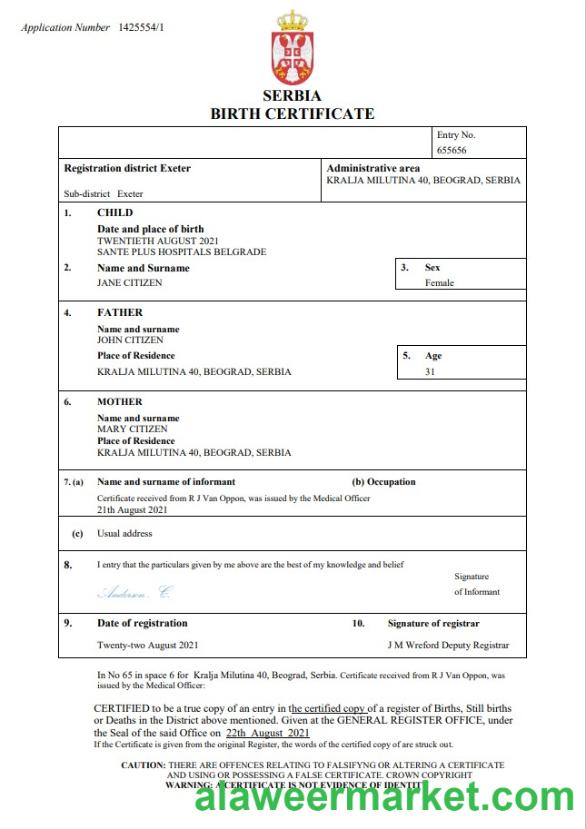 Application Number 1425554/1
SERBIA
BIRTH CERTIFICATE
Entry No.
655656
Registration district Exeter
Sub-district Exeter
Administrative area
KRALJA MILUTINA 40, BEOGRAD, SERBIA
1. CHILD
Date and place of birth
TWENTIETH AUGUST 2021
SANTE PLUS HOSPITALS BELGRADE
2. Name and Surname
JANE CITIZEN
3. Sex
Female
4. FATHER
Name and surname
JOHN CITIZEN
Place of Residence
KRALJA MILUTINA 40, BEOGRAD, SERBIA
5. Age
31
6. MOTHER
Name and surname
MARY CITIZEN
Place of Residence
KRALJA MILUTINA 40, BEOGRAD, SERBIA
7. (a) Name and surname of informant (b) Occupation
Certificate received from R J Van Oppon, was issued by the Medical Officer
21th August 2021
(c) Usual address
8. I entry that the particulars given by me above are the best of my knowledge and belief
Anderson. C.
Signature
of Informant
9. Date of registration
Twenty-two August 2021
10. Signature of registrar
J M Wreford Deputy Registrar
In No 65 in space 6 for Kralja Milutina 40, Beograd, Serbia. Certificate received from R J Van Oppon, was
issued by the Medical Officer:
CERTIFIED to be a true copy of an entry in the certified copy of a register of Births, Still births
or Deaths in the District above mentioned. Given at the GENERAL REGISTER OFFICE, under
the Seal of the said Office on 22th August 2021
If the Certificate is given from the original Register, the words of the certified copy of are struck out.
CAUTION: THERE ARE OFFENCES RELATING TO FALSIFYNG OR ALTERING A CERTIFICATE
AND USING OR POSSESSING A FALSE CERTIFICATE. CROWN COPYRIGHT
WARNING: A CERTIFICATE IS NOT EVIDENCE OF IDENTIT
alaweermarket.com